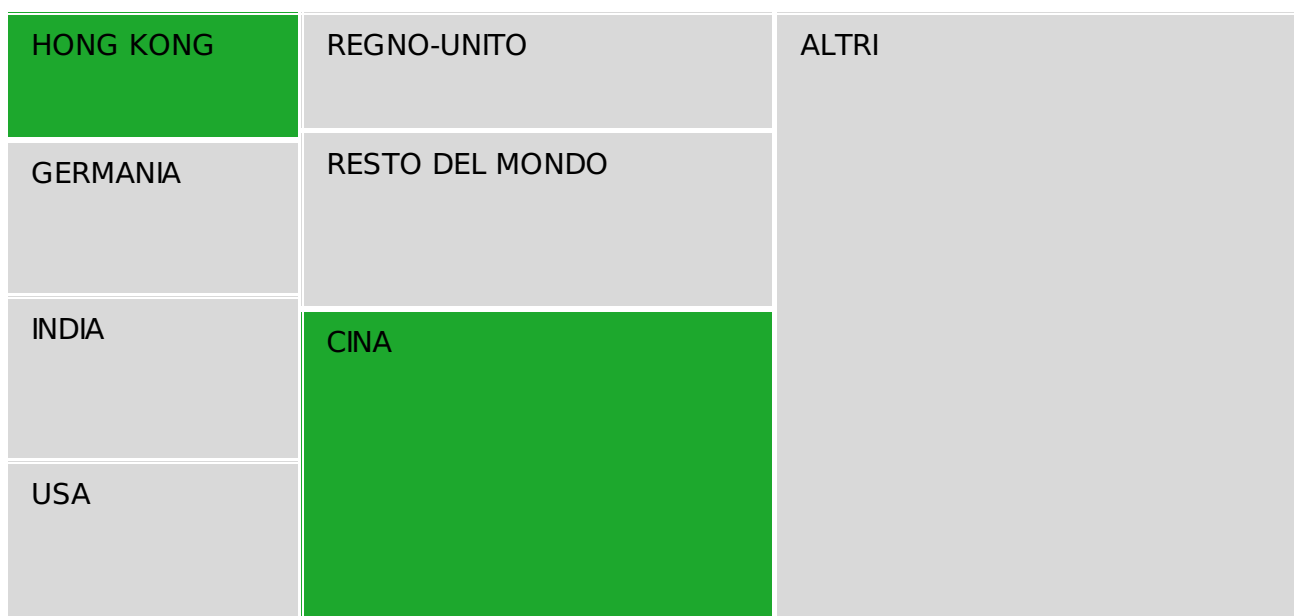 HONG KONG
GERMANIA
INDIA
USA
REGNO-UNITO
RESTO DEL MONDO
CINA
ALTRI